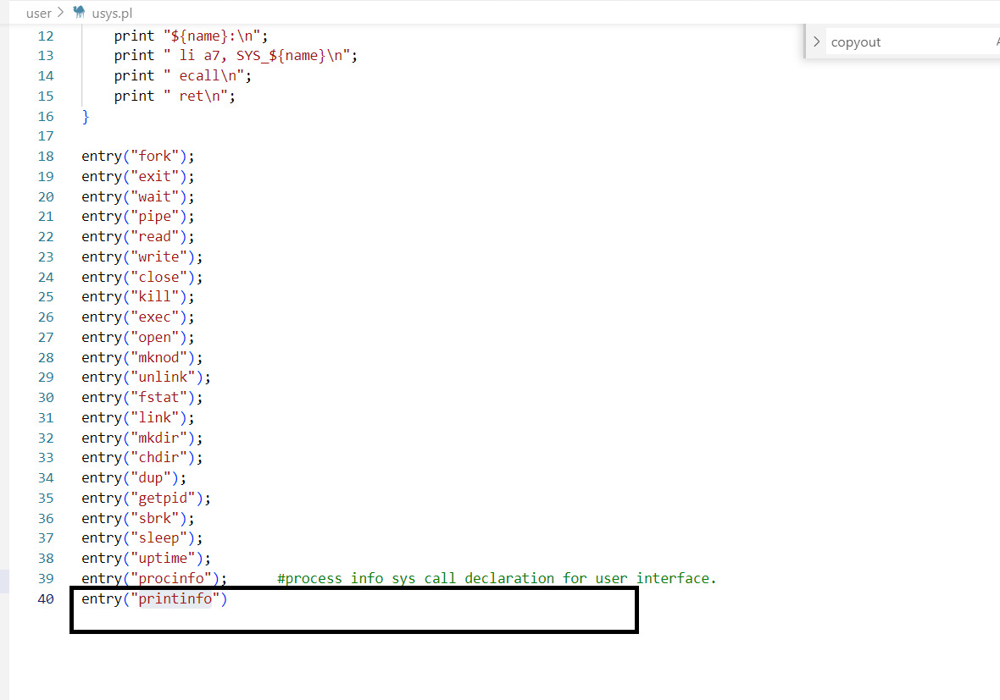 user > usys.pl
copyout
12 print "${name}:\n";
13 print " li a7, SYS_${name}\n";
14 print " ecall\n";
15 print " ret\n";
16 }
17
18 entry("fork");
19 entry("exit");
20 entry("wait");
21 entry("pipe");
22 entry("read");
23 entry("write");
24 entry("close");
25 entry("kill");
26 entry("exec");
27 entry("open");
28 entry("mknod");
29 entry("unlink");
30 entry("fstat");
31 entry("link");
32 entry("mkdir");
33 entry("chdir");
34 entry("dup");
35 entry("getpid");
36 entry("sbrk");
37 entry("sleep");
38 entry("uptime");
39 entry("procinfo"); #process info sys call declaration for user interface.
40 entry("printinfo")